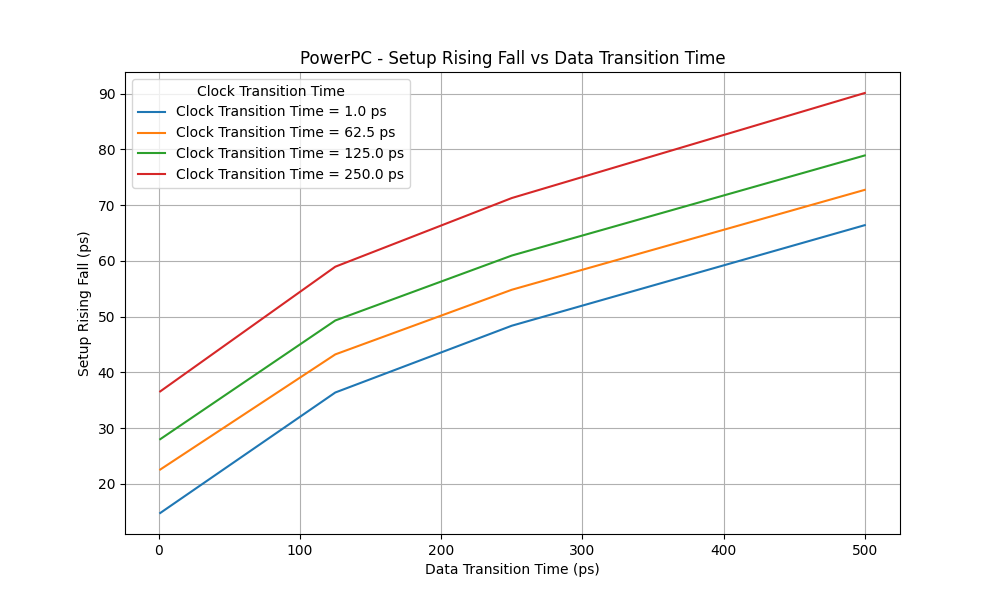 PowerPC - Setup Rising Fall vs Data Transition Time
Clock Transition Time
Clock Transition Time = 1.0 ps
Clock Transition Time = 62.5 ps
Clock Transition Time = 125.0 ps
Clock Transition Time = 250.0 ps
Setup Rising Fall (ps)
90
80
70
60
50
40
30
20
0 100 200 300 400 500
Data Transition Time (ps)